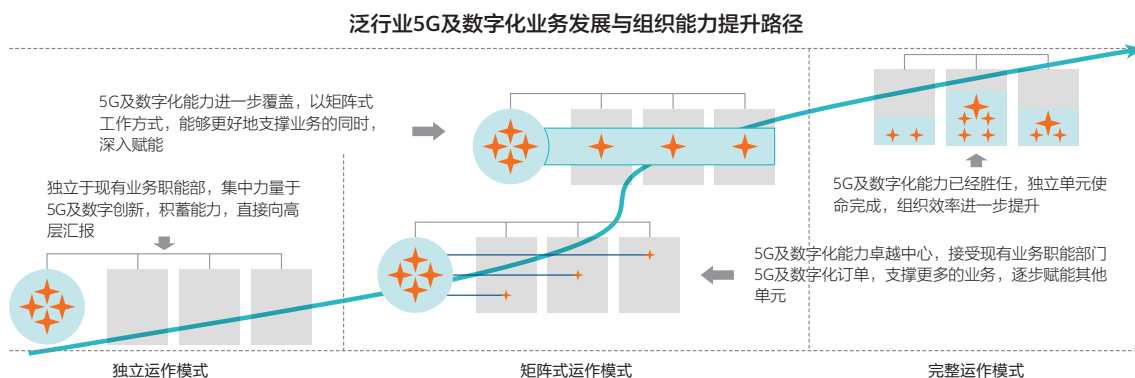 泛行业5G及数字化业务发展与组织能力提升路径
5G及数字化能力进一步覆盖，以矩阵式
工作方式，能够更好地支撑业务的同时，
深入赋能
独立于现有业务职能部，集中力量于
5G及数字创新，积蓄能力，直接向高
层汇报
5G及数字化能力已经胜任，独立单元使
命完成，组织效率进一步提升
5G及数字化能力卓越中心，接受现有业务职能部门
5G及数字化订单，支撑更多的业务，逐步赋能其他
单元
独立运作模式
矩阵式运作模式
完整运作模式